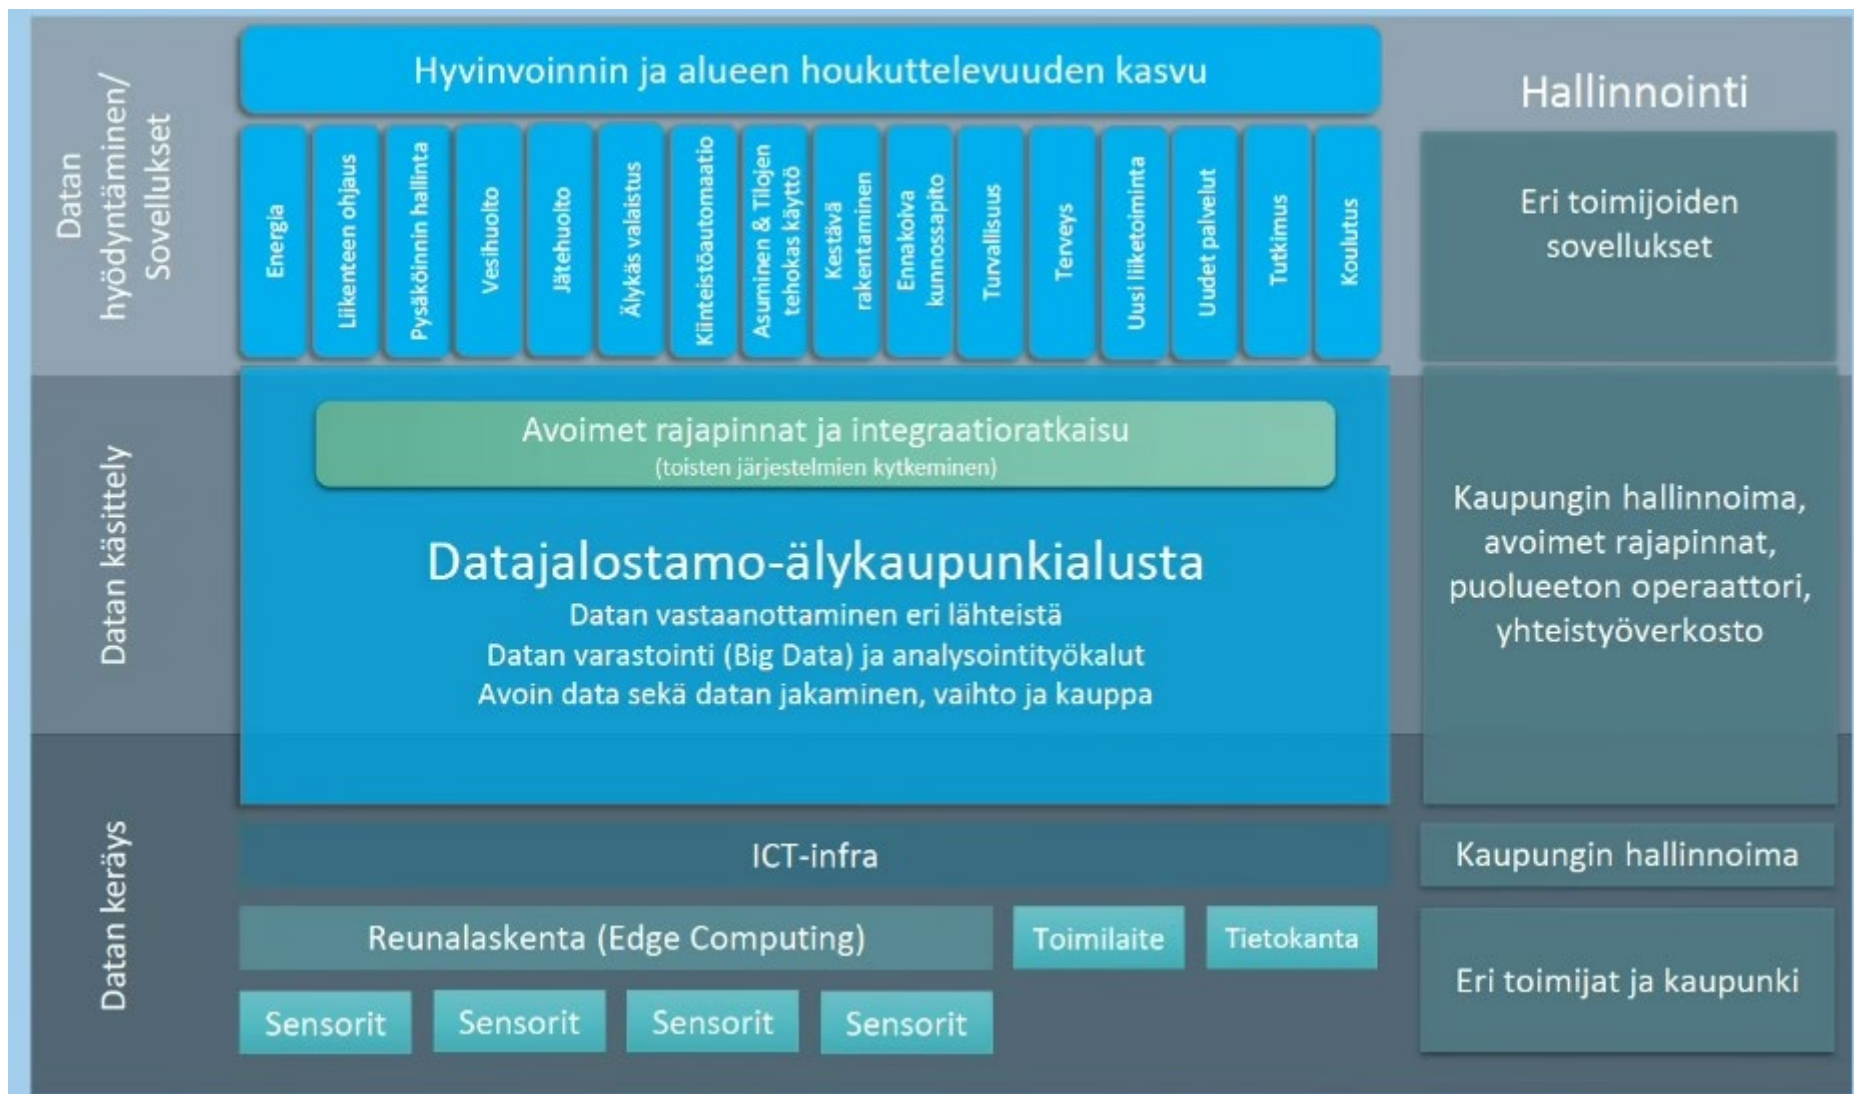 Datan
hyödyntäminen/
Sovellukset
Hyvinvoinnin ja alueen houkuttelevuuden kasvu
Energia
Liikenteen ohjaus
Pysäköinnin hallinta
Vesihuolto
Jätehuolto
Älykäs valaistus
Kiinteistöautomaatio
Asuminen & Tilojen
tehokas käyttö
Kestävä
rakentaminen
Ennakoiva
kunnossapito
Turvallisuus
Terveys
Uusi liiketoiminta
Uudet palvelut
Tutkimus
Koulutus
Hallinnointi
Eri toimijoiden
sovellukset
Datan käsittely
Avoimet rajapinnat ja integraatioratkaisu
(toisten järjestelmien kytkeminen)
Datajalostamo-älykaupunkialusta
Datan vastaanottaminen eri lähteistä
Datan varastointi (Big Data) ja analysointityökalut
Avoin data sekä datan jakaminen, vaihto ja kauppa
Kaupungin hallinnoima,
avoimet rajapinnat,
puolueeton operaattori,
yhteistyöverkosto
Datan keräys
ICT-infra
Kaupungin hallinnoima
Reunalaskenta (Edge Computing)
Toimilaite
Tietokanta
Sensorit
Sensorit
Sensorit
Sensorit
Eri toimijat ja kaupunki